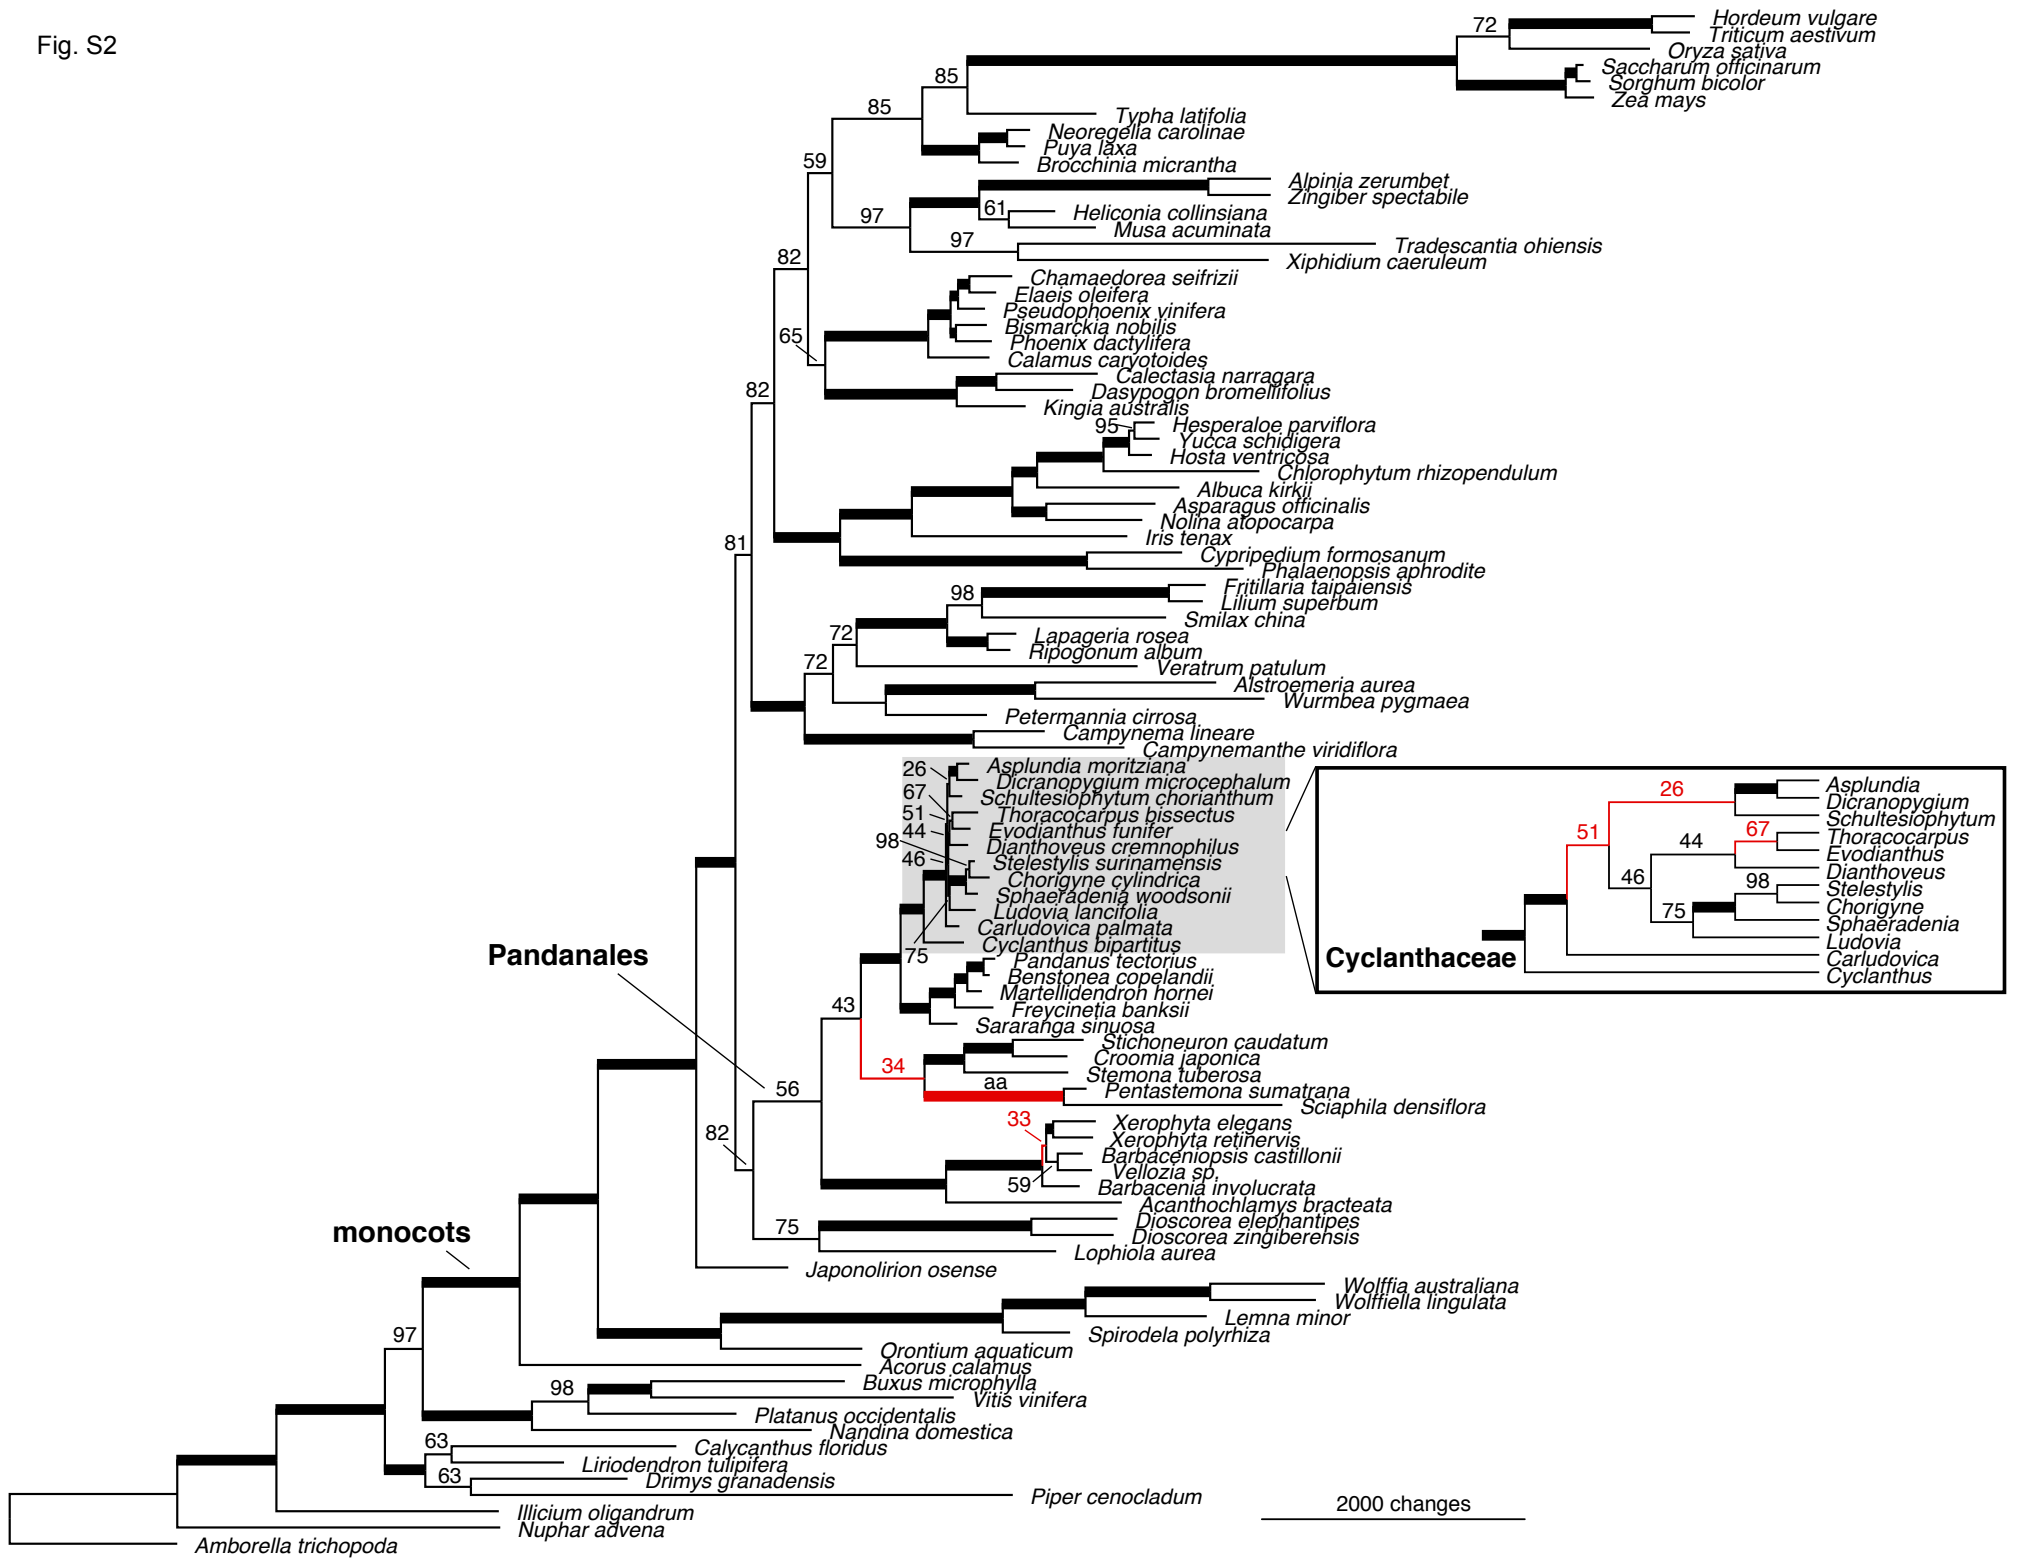 Fig. S2
72
Hordeum vulgare
Triticum aestivum
Oryza sativa
Saccharum officinarum
Sorghum bicolor
Zea mays
85
85
Typha latifolia
Neoregella carolinae
Puya laxa
Brocchinia micrantha
59
Alpinia zerumbet
Zingiber spectabile
97
61
Heliconia collinsiana
Musa acuminata
97
Tradescantia ohiensis
Xiphidium caeruleum
82
Chamaedorea seifrizii
Elaeis oleifera
Pseudophoenix vinifera
Bismarckia nobilis
Phoenix dactylifera
Calamus caryotoides
65
Calectasia narragara
Dasypogon bromeliifolius
Kingia australis
82
95
Hesperaloe parviflora
Yucca schidigera
Hosta ventricosa
Chlorophytum rhizopendulum
Albuca kirkii
Asparagus officinalis
Nolina atopocarpa
Iris tenax
81
Cypripedium formosanum
Phalaenopsis aphrodite
98
Fritillaria taipaiensis
Lilium superbum
Smilax china
72
Lapageria rosea
Ripogonum album
72
Veratrum patulum
Alstroemeria aurea
Wurmbea pygmaea
Petermannia cirrosa
Campynema lineare
Campynemanthe viridiflora
26
67
51
44
98
46
75
Asplundia moritziana
Dicranopygium microcephalum
Schultesiophytum chorianthum
Thoracocarpus bissectus
Evodianthus funifer
Dianthoveus cremnophilus
Stelestylis surinamensis
Chorigyne cylindrica
Sphaeradenia woodsonii
Ludovia lancifolia
Carludovica palmata
Cyclanthus bipartitus
26
51
44
67
46
98
75
Asplundia
Dicranopygium
Schultesiophytum
Thoracocarpus
Evodianthus
Dianthoveus
Stelestylis
Chorigyne
Sphaeradenia
Ludovia
Carludovica
Cyclanthus
Cyclanthaceae
Pandanales
Pandanus tectorius
Benstonea copelandii
Martellidendron hornei
Freycinetia banksii
Sararanga sinuosa
43
Stichoneuron caudatum
Croomia japonica
Stemona tuberosa
34
aa
Pentastemona sumatrana
Sciaphila densiflora
56
33
Xerophyta elegans
Xerophyta retinervis
Barbaceniopsis castillonii
Vellozia sp.
59
Barbacenia involucrata
Acanthochlamys bracteata
82
75
Dioscorea elephantipes
Dioscorea zingiberensis
Lophiola aurea
Japonolirion osense
monocots
Wolffia australiana
Wolffiella lingulata
Lemna minor
Spirodela polyrhiza
Orontium aquaticum
Acorus calamus
97
98
Buxus microphylla
Vitis vinifera
Platanus occidentalis
Nandina domestica
63
Calycanthus floridus
Liriodendron tulipifera
63
Drimys granadensis
Piper cenocladum
2000 changes
Illicium oligandrum
Nuphar advena
Amborella trichopoda